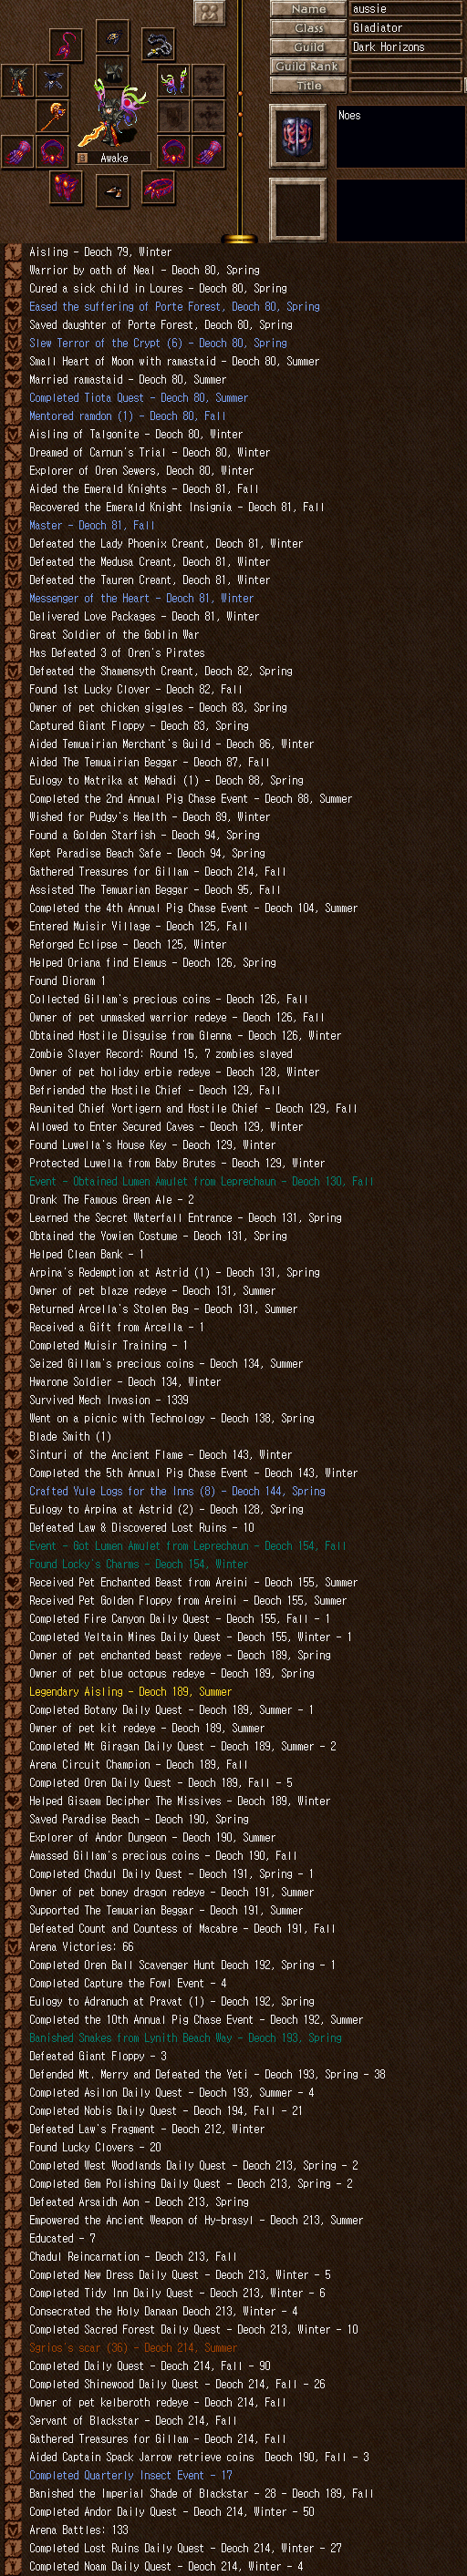 Name
aussie
Class
Gladiator
Guild
Dark Horizons
Guild Rank
Title
Noes
Awake
Aisling - Deoch 79, Winter
Warrior by oath of Neal - Deoch 80, Spring
Cured a sick child in Loures - Deoch 80, Spring
Eased the suffering of Porte Forest, Deoch 80, Spring
Saved daughter of Porte Forest, Deoch 80, Spring
Slew Terror of the Crypt (6) - Deoch 80, Spring
Small Heart of Moon with ramastaid - Deoch 80, Summer
Married ramastaid - Deoch 80, Summer
Completed Tiota Quest - Deoch 80, Summer
Mentored ramdon (1) - Deoch 80, Fall
Aisling of Talgonite - Deoch 80, Winter
Dreamed of Carnun's Trial - Deoch 80, Winter
Explorer of Oren Sewers, Deoch 80, Winter
Aided the Emerald Knights - Deoch 81, Fall
Recovered the Emerald Knight Insignia - Deoch 81, Fall
Master - Deoch 81, Fall
Defeated the Lady Phoenix Creant, Deoch 81, Winter
Defeated the Medusa Creant, Deoch 81, Winter
Defeated the Tauren Creant, Deoch 81, Winter
Messenger of the Heart - Deoch 81, Winter
Delivered Love Packages - Deoch 81, Winter
Great Soldier of the Goblin War
Has Defeated 3 of Oren's Pirates
Defeated the Shamensyth Creant, Deoch 82, Spring
Found 1st Lucky Clover - Deoch 82, Fall
Owner of pet chicken giggles - Deoch 83, Spring
Captured Giant Floppy - Deoch 83, Spring
Aided Temuairian Merchant's Guild - Deoch 86, Winter
Aided The Temuairian Beggar - Deoch 87, Fall
Eulogy to Matrika at Mehadi (1) - Deoch 88, Spring
Completed the 2nd Annual Pig Chase Event - Deoch 88, Summer
Wished for Pudgy's Health - Deoch 89, Winter
Found a Golden Starfish - Deoch 94, Spring
Kept Paradise Beach Safe - Deoch 94, Spring
Gathered Treasures for Gillam - Deoch 214, Fall
Assisted The Temuarian Beggar - Deoch 95, Fall
Completed the 4th Annual Pig Chase Event - Deoch 104, Summer
Entered Muisir Village - Deoch 125, Fall
Reforged Eclipse - Deoch 125, Winter
Helped Oriana find Elemus - Deoch 126, Spring
Found Dioram 1
Collected Gillam's precious coins - Deoch 126, Fall
Owner of pet unmasked warrior redeye - Deoch 126, Fall
Obtained Hostile Disguise from Glenna - Deoch 126, Winter
Zombie Slayer Record: Round 15, 7 zombies slayed
Owner of pet holiday erbie redeye - Deoch 128, Winter
Befriended the Hostile Chief - Deoch 129, Fall
Reunited Chief Vortigern and Hostile Chief - Deoch 129, Fall
Allowed to Enter Secured Caves - Deoch 129, Winter
Found Luwella's House Key - Deoch 129, Winter
Protected Luwella from Baby Brutes - Deoch 129, Winter
Event - Obtained Lumen Amulet from Leprechaun - Deoch 130, Fall
Drank The Famous Green Ale - 2
Learned the Secret Waterfall Entrance - Deoch 131, Spring
Obtained the Yowien Costume - Deoch 131, Spring
Helped Clean Bank - 1
Arpina's Redemption at Astrid (1) - Deoch 131, Spring
Owner of pet blaze redeye - Deoch 131, Summer
Returned Arcella's Stolen Bag - Deoch 131, Summer
Received a Gift from Arcella - 1
Completed Muisir Training - 1
Seized Gillam's precious coins - Deoch 134, Summer
Hwarone Soldier - Deoch 134, Winter
Survived Mech Invasion - 1339
Went on a picnic with Technology - Deoch 138, Spring
Blade Smith (1)
Sinturi of the Ancient Flame - Deoch 143, Winter
Completed the 5th Annual Pig Chase Event - Deoch 143, Winter
Crafted Yule Logs for the Inns (8) - Deoch 144, Spring
Eulogy to Arpina at Astrid (2) - Deoch 128, Spring
Defeated Law & Discovered Lost Ruins - 10
Event - Got Lumen Amulet from Leprechaun - Deoch 154, Fall
Found Locky's Charms - Deoch 154, Winter
Received Pet Enchanted Beast from Areini - Deoch 155, Summer
Received Pet Golden Floppy from Areini - Deoch 155, Summer
Completed Fire Canyon Daily Quest - Deoch 155, Fall - 1
Completed Veltain Mines Daily Quest - Deoch 155, Winter - 1
Owner of pet enchanted beast redeye - Deoch 189, Spring
Owner of pet blue octopus redeye - Deoch 189, Spring
Legendary Aisling - Deoch 189, Summer
Completed Botany Daily Quest - Deoch 189, Summer - 1
Owner of pet kit redeye - Deoch 189, Summer
Completed Mt Giragan Daily Quest - Deoch 189, Summer - 2
Arena Circuit Champion - Deoch 189, Fall
Completed Oren Daily Quest - Deoch 189, Fall - 5
Helped Gisaem Decipher The Missives - Deoch 189, Winter
Saved Paradise Beach - Deoch 190, Spring
Explorer of Andor Dungeon - Deoch 190, Summer
Amassed Gillam's precious coins - Deoch 190, Fall
Completed Chadul Daily Quest - Deoch 191, Spring - 1
Owner of pet boney dragon redeye - Deoch 191, Summer
Supported The Temuarian Beggar - Deoch 191, Summer
Defeated Count and Countess of Macabre - Deoch 191, Fall
Arena Victories: 66
Completed Oren Ball Scavenger Hunt Deoch 192, Spring - 1
Completed Capture the Fowl Event - 4
Eulogy to Adranuch at Pravat (1) - Deoch 192, Spring
Completed the 10th Annual Pig Chase Event - Deoch 192, Summer
Banished Snakes from Lynith Beach Way - Deoch 193, Spring
Defeated Giant Floppy - 3
Defended Mt. Merry and Defeated the Yeti - Deoch 193, Spring - 38
Completed Asilon Daily Quest - Deoch 193, Summer - 4
Completed Nobis Daily Quest - Deoch 194, Fall - 21
Defeated Law's Fragment - Deoch 212, Winter
Found Lucky Clovers - 20
Completed West Woodlands Daily Quest - Deoch 213, Spring - 2
Completed Gem Polishing Daily Quest - Deoch 213, Spring - 2
Defeated Arsaidh Aon - Deoch 213, Spring
Empowered the Ancient Weapon of Hy-brasyl - Deoch 213, Summer
Educated - 7
Chadul Reincarnation - Deoch 213, Fall
Completed New Dress Daily Quest - Deoch 213, Winter - 5
Completed Tidy Inn Daily Quest - Deoch 213, Winter - 6
Consecrated the Holy Danaan Deoch 213, Winter - 4
Completed Sacred Forest Daily Quest - Deoch 213, Winter - 10
Sgrios's scar (36) - Deoch 214, Summer
Completed Daily Quest - Deoch 214, Fall - 90
Completed Shinewood Daily Quest - Deoch 214, Fall - 26
Owner of pet kelberoth redeye - Deoch 214, Fall
Servant of Blackstar - Deoch 214, Fall
Gathered Treasures for Gillam - Deoch 214, Fall
Aided Captain Spack Jarrow retrieve coins  Deoch 190, Fall - 3
Completed Quarterly Insect Event - 17
Banished the Imperial Shade of Blackstar - 28 - Deoch 189, Fall
Completed Andor Daily Quest - Deoch 214, Winter - 50
Arena Battles: 133
Completed Lost Ruins Daily Quest - Deoch 214, Winter - 27
Completed Noam Daily Quest - Deoch 214, Winter - 4